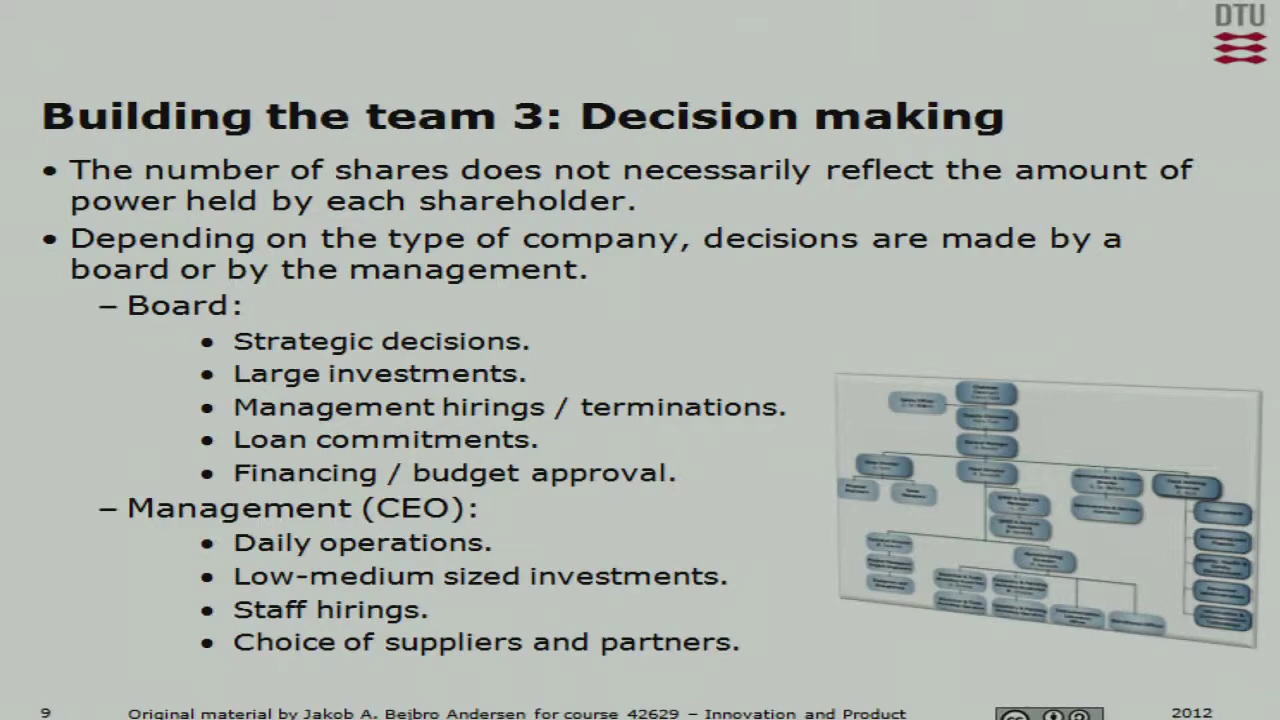 DTU
Building the team 3: Decision making
• The number of shares does not necessarily reflect the amount of
power held by each shareholder.
• Depending on the type of company, decisions are made by a
board or by the management.
– Board:
• Strategic decisions.
• Large investments.
• Management hirings / terminations.
• Loan commitments.
• Financing / budget approval.
– Management (CEO):
• Daily operations.
• Low-medium sized investments.
• Staff hirings.
• Choice of suppliers and partners.
9 Original material by Jakob A. Bejbro Andersen for course 42629 – Innovation and Product 2012